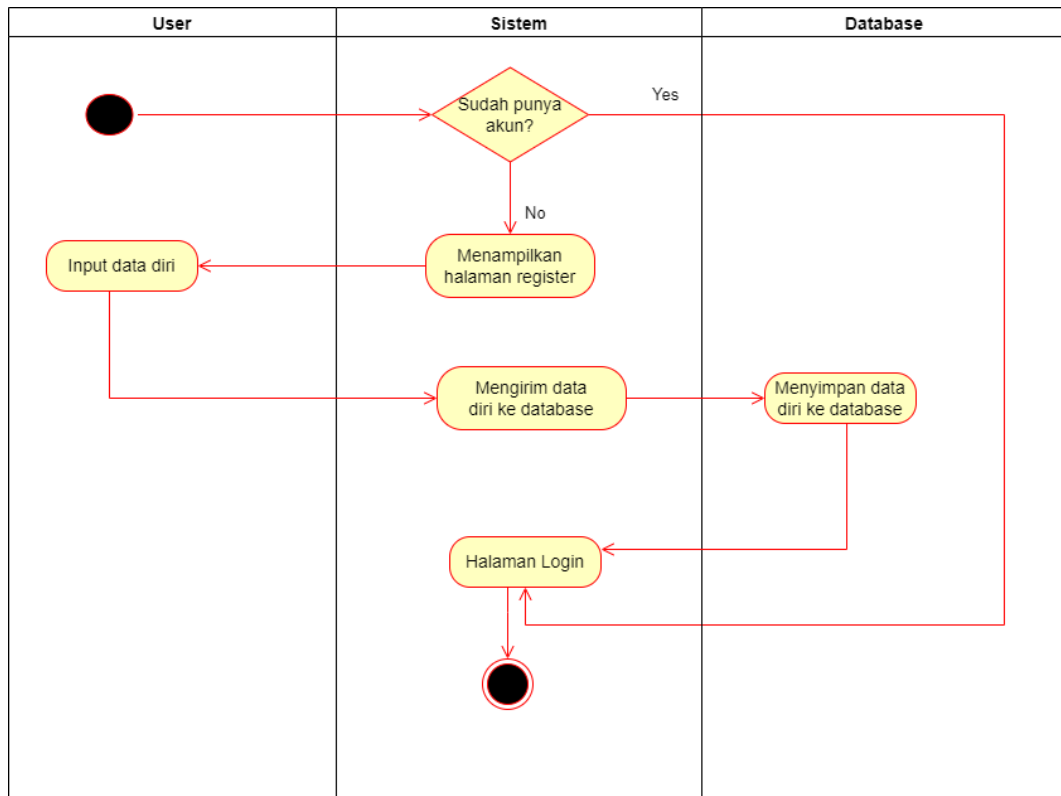 User
Sistem
Database
Sudah punya
akun?
Yes
No
Input data diri
Menampilkan
halaman register
Mengirim data
diri ke database
Menyimpan data
diri ke database
Halaman Login